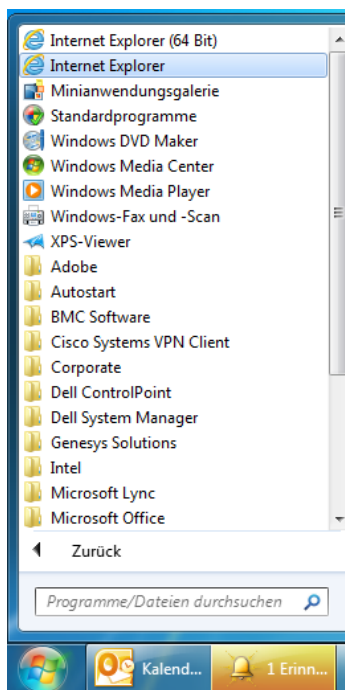 Internet Explorer (64 Bit)
Internet Explorer
Minianwendungsgalerie
Standardprogramme
Windows DVD Maker
Windows Media Center
Windows Media Player
Windows-Fax und -Scan
XPS-Viewer
Adobe
Autostart
BMC Software
Cisco Systems VPN Client
Corporate
Dell ControlPoint
Dell System Manager
Genesys Solutions
Intel
Microsoft Lync
Microsoft Office
Zurück
Programme/Dateien durchsuchen
Kalend... 1 Erinn...